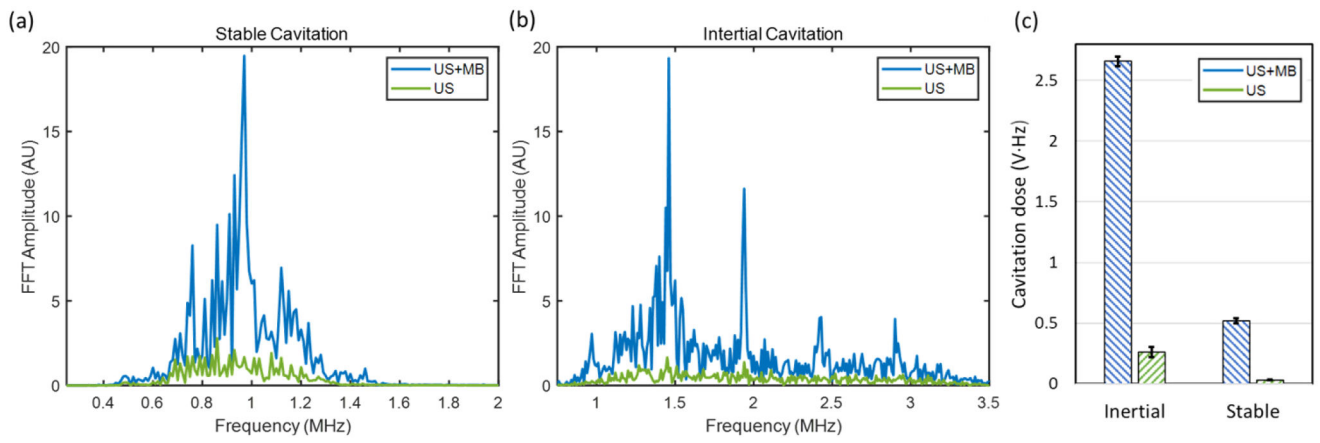 (a)
Stable Cavitation
20
15
10
5
0
FFT Amplitude (AU)
US+MB
US
0.4 0.6 0.8 1 1.2 1.4 1.6 1.8 2
Frequency (MHz)
(b)
Inertial Cavitation
20
15
10
5
0
FFT Amplitude (AU)
US+MB
US
1 1.5 2 2.5 3 3.5
Frequency (MHz)
(c)
2.5
2
1.5
1
0.5
0
Cavitation dose (V·Hz)
US+MB
US
Inertial Stable